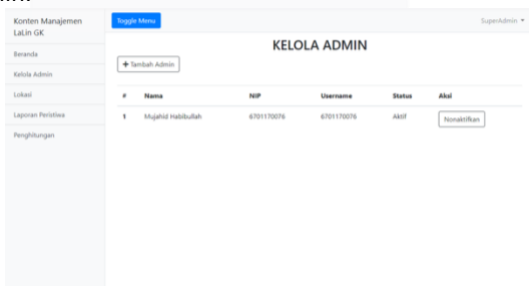 Konten Manajemen
LaLin GK
Toggle Menu
SuperAdmin
Beranda
Kelola Admin
Lokasi
Laporan Peristiwa
Penghitungan
KELOLA ADMIN
+ Tambah Admin
# Nama NIP Username Status Aksi
1 Mujahid Habibullah 6701170076 6701170076 Aktif Nonaktifkan